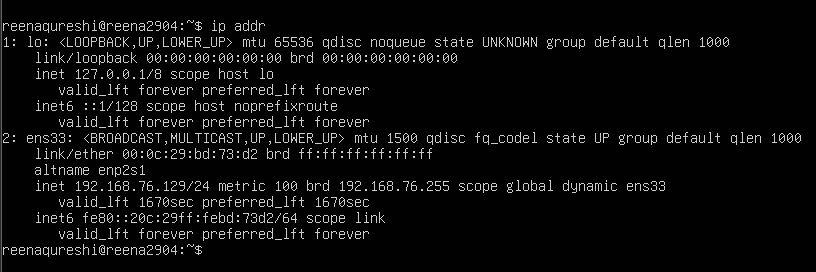 reenaqureshi@reena2904:~$ ip addr
1: lo: <LOOPBACK,UP,LOWER_UP> mtu 65536 qdisc noqueue state UNKNOWN group default qlen 1000
link/loopback 00:00:00:00:00:00 brd 00:00:00:00:00:00
inet 127.0.0.1/8 scope host lo
valid_lft forever preferred_lft forever
inet6 ::1/128 scope host noprefixroute
valid_lft forever preferred_lft forever
2: ens33: <BROADCAST,MULTICAST,UP,LOWER_UP> mtu 1500 qdisc fq_codel state UP group default qlen 1000
link/ether 00:0c:29:bd:73:d2 brd ff:ff:ff:ff:ff:ff
altname enp2s1
inet 192.168.76.129/24 metric 100 brd 192.168.76.255 scope global dynamic ens33
valid_lft 1670sec preferred_lft 1670sec
inet6 fe80::20c:29ff:febd:73d2/64 scope link
valid_lft forever preferred_lft forever
reenaqureshi@reena2904:~$